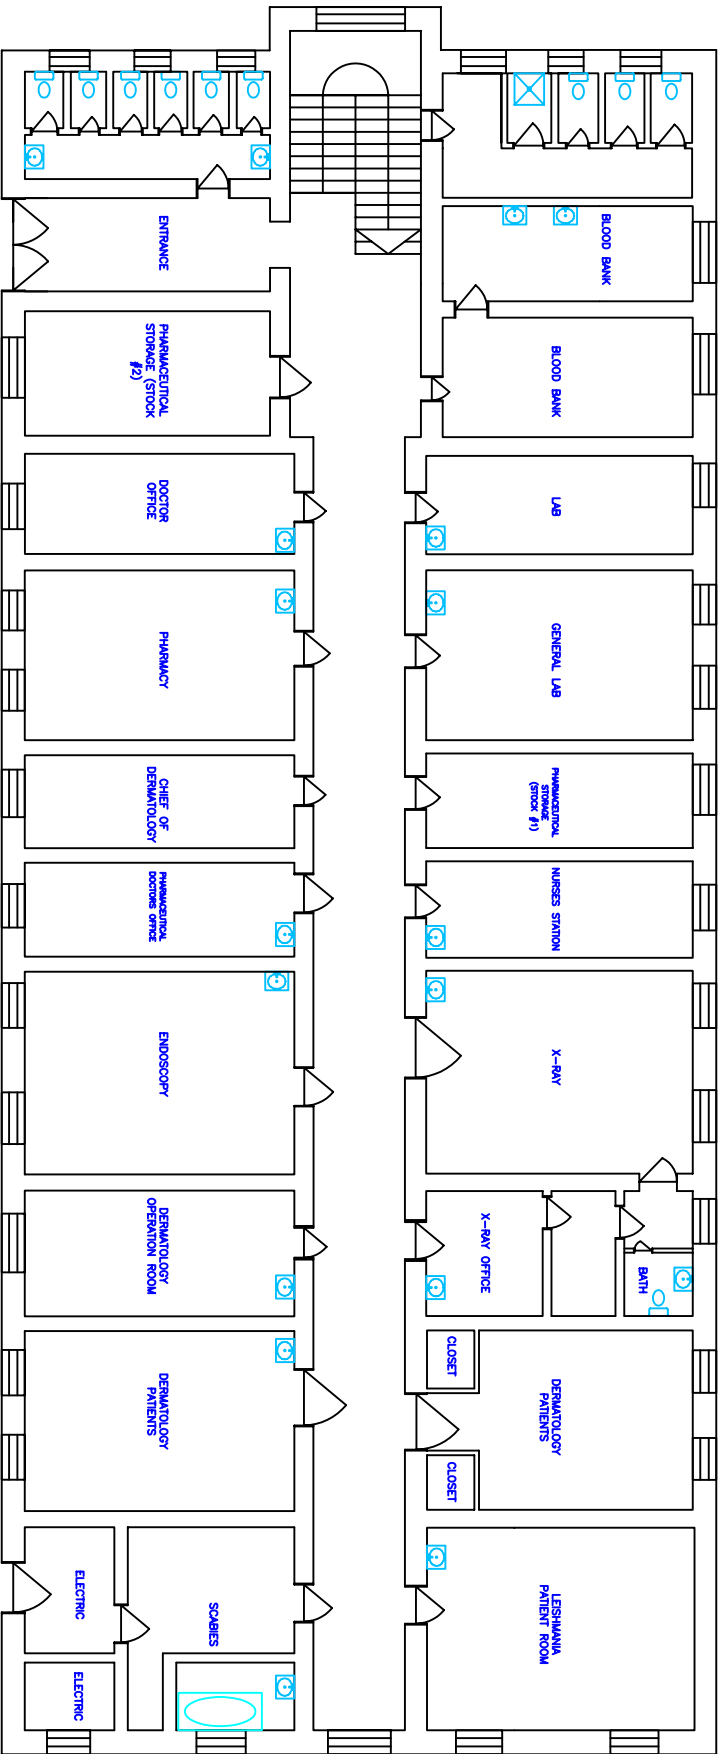 ENTRANCE
BLOOD BANK
PHARMACEUTICAL
STORAGE (STOCK
#2)
BLOOD BANK
DOCTOR
OFFICE
LAB
PHARMACY
GENERAL LAB
CHIEF OF
DERMATOLOGY
PHARMACEUTICAL
STORAGE
(STOCK #1)
PHARMACEUTICAL
DOCTORS OFFICE
NURSES STATION
ENDOSCOPY
X-RAY
DERMATOLOGY
OPERATION ROOM
X-RAY OFFICE
BATH
DERMATOLOGY
PATIENTS
CLOSET
DERMATOLOGY
PATIENTS
CLOSET
ELECTRIC
SCABIES
LEISHMANIA
PATIENT ROOM
ELECTRIC